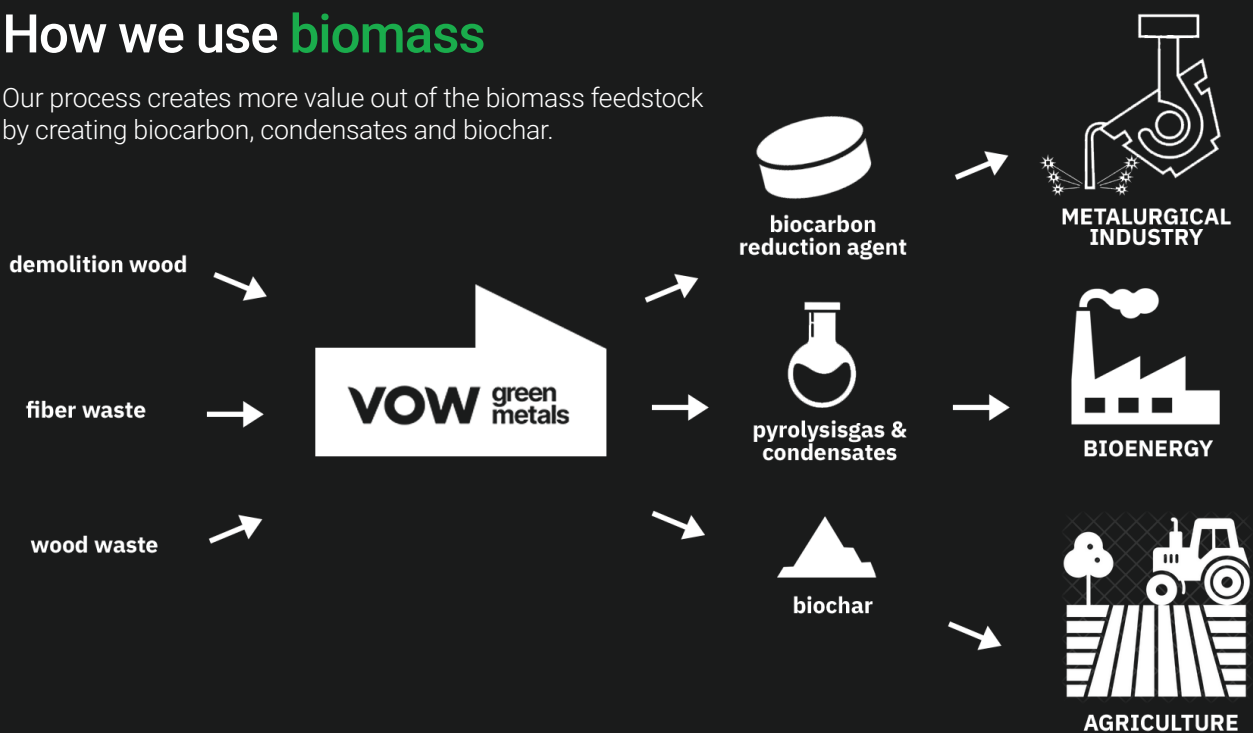 How we use biomass
Our process creates more value out of the biomass feedstock
by creating biocarbon, condensates and biochar.
demolition wood
fiber waste
wood waste
VOW green
metals
biocarbon
reduction agent
pyrolysisgas &
condensates
biochar
METALURGICAL
INDUSTRY
BIOENERGY
AGRICULTURE